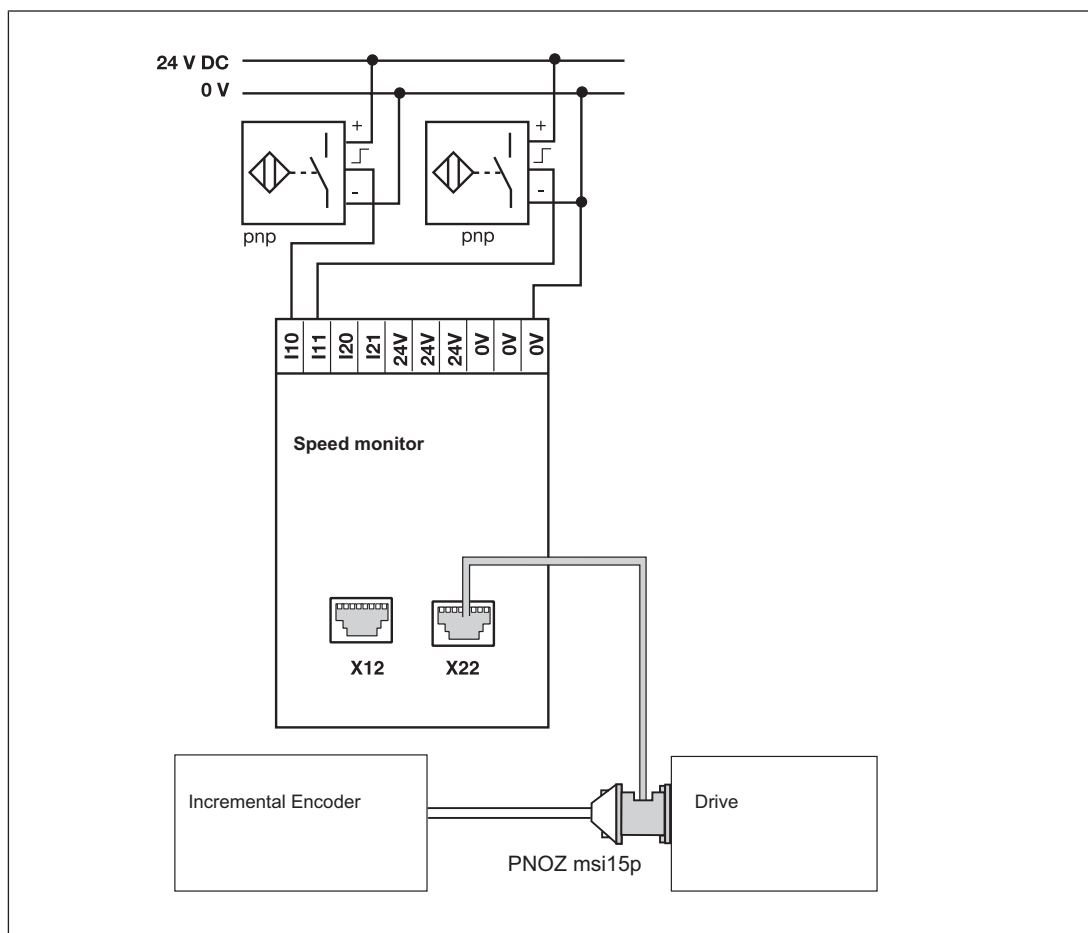 24 V DC
0 V
+
-
pnp
+
-
pnp
I10 I11 I20 I21 24V 24V 24V 0V 0V 0V
Speed monitor
X12 X22
Incremental Encoder
Drive
PNOZ msi15p